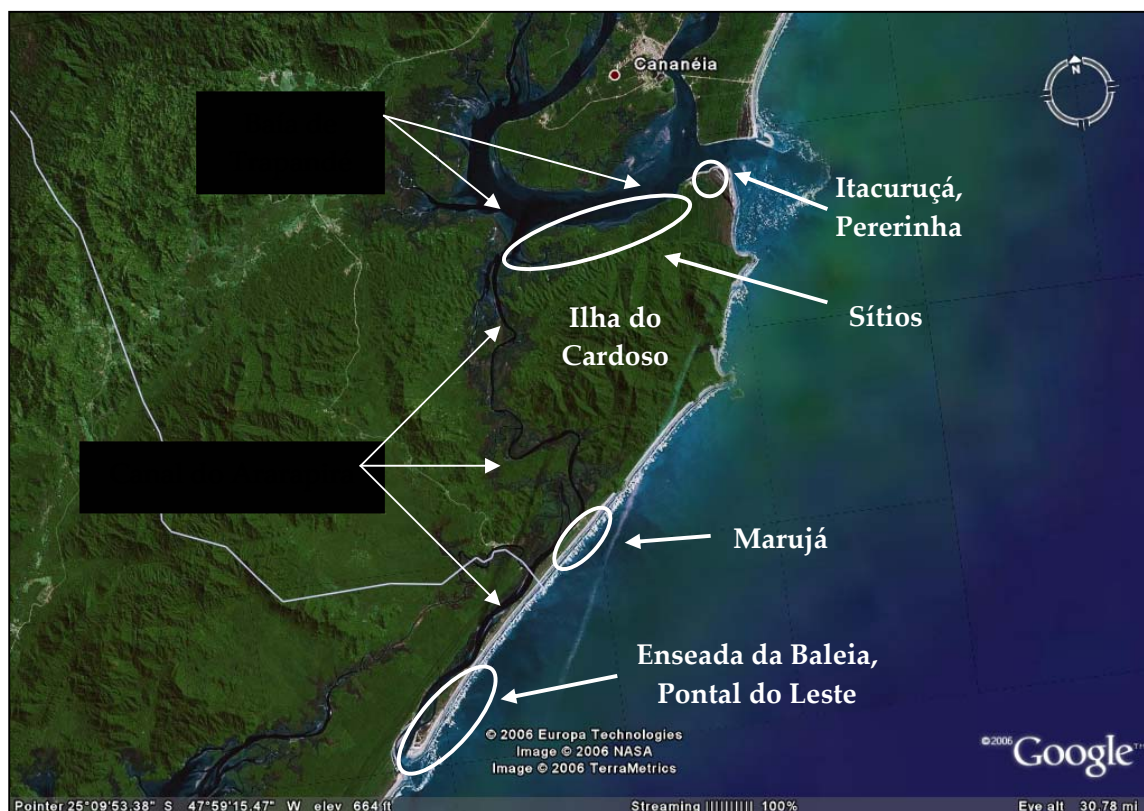 Cananéia
N
Itacuruçá,
Pererinha
Sítios
Ilha do
Cardoso
Marujá
Enseada da Baleia,
Pontal do Leste
© 2006 Europa Technologies
Image © 2006 NASA
Image © 2006 TerraMetrics
©2006 Google™
Pointer 25°09'53.38" S 47°59'15.47" W elev 664 ft
Streaming |||||||||| 100%
Eye alt 30.78 mi